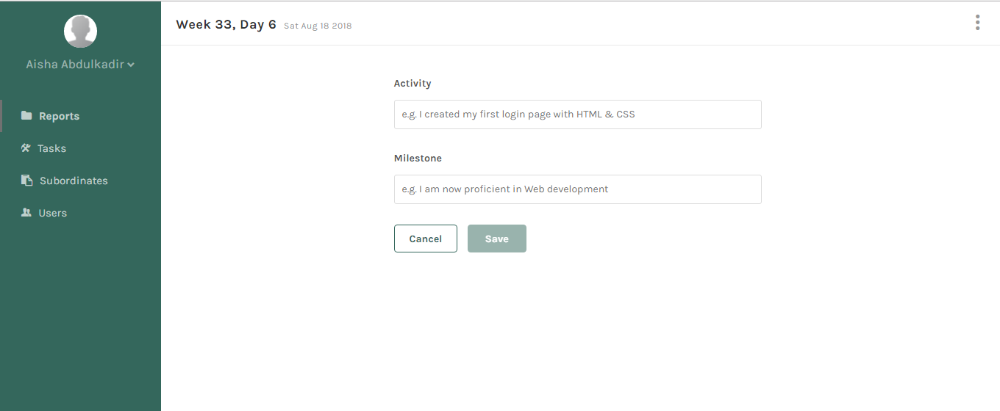 Aisha Abdulkadir
Reports
Tasks
Subordinates
Users
Week 33, Day 6 Sat Aug 18 2018
Activity
e.g. I created my first login page with HTML & CSS
Milestone
e.g. I am now proficient in Web development
Cancel Save